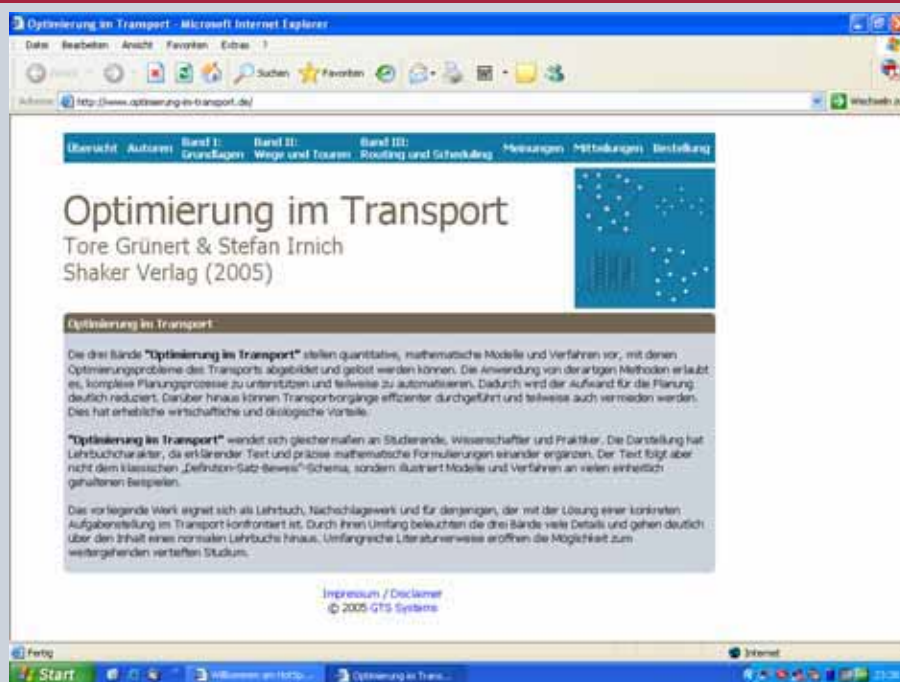 Optimierung im Transport - Microsoft Internet Explorer
Datei Bearbeiten Ansicht Favoriten Extras ?
Suchen Favoriten
Adresse http://www.optimierung-im-transport.de/ Wechseln zu
Übersicht Autoren Band I: Grundlagen Band II: Wege und Touren Band III: Routing und Scheduling Meinungen Mitteilungen Bestellung
Optimierung im Transport
Tore Grünert & Stefan Irnich
Shaker Verlag (2005)
Optimierung im Transport
Die drei Bände "Optimierung im Transport" stellen quantitative, mathematische Modelle und Verfahren vor, mit denen
Optimierungsprobleme des Transports abgebildet und gelöst werden können. Die Anwendung von derartigen Methoden erlaubt
es, komplexe Planungsprozesse zu unterstützen und teilweise zu automatisieren. Dadurch wird der Aufwand für die Planung
deutlich reduziert. Darüber hinaus können Transportvorgänge effizienter durchgeführt und teilweise auch vermieden werden.
Dies hat erhebliche wirtschaftliche und ökologische Vorteile.
"Optimierung im Transport" wendet sich gleichermaßen an Studierende, Wissenschaftler und Praktiker. Die Darstellung hat
Lehrbuchcharakter, da erklärender Text und präzise mathematische Formulierungen einander ergänzen. Der Text folgt aber
nicht dem klassischen „Definition-Satz-Beweis"-Schema, sondern illustriert Modelle und Verfahren an vielen einheitlich
gehaltenen Beispielen.
Das vorliegende Werk eignet sich als Lehrbuch, Nachschlagewerk und für denjenigen, der mit der Lösung einer konkreten
Aufgabenstellung im Transport konfrontiert ist. Durch ihren Umfang beleuchten die drei Bände viele Details und gehen deutlich
über den Inhalt eines normalen Lehrbuchs hinaus. Umfangreiche Literaturverweise eröffnen die Möglichkeit zum
weitergehenden vertieften Studium.
Impressum / Disclaimer
© 2005 GTS Systems
Fertig Internet
Start Optimierung im Trans...